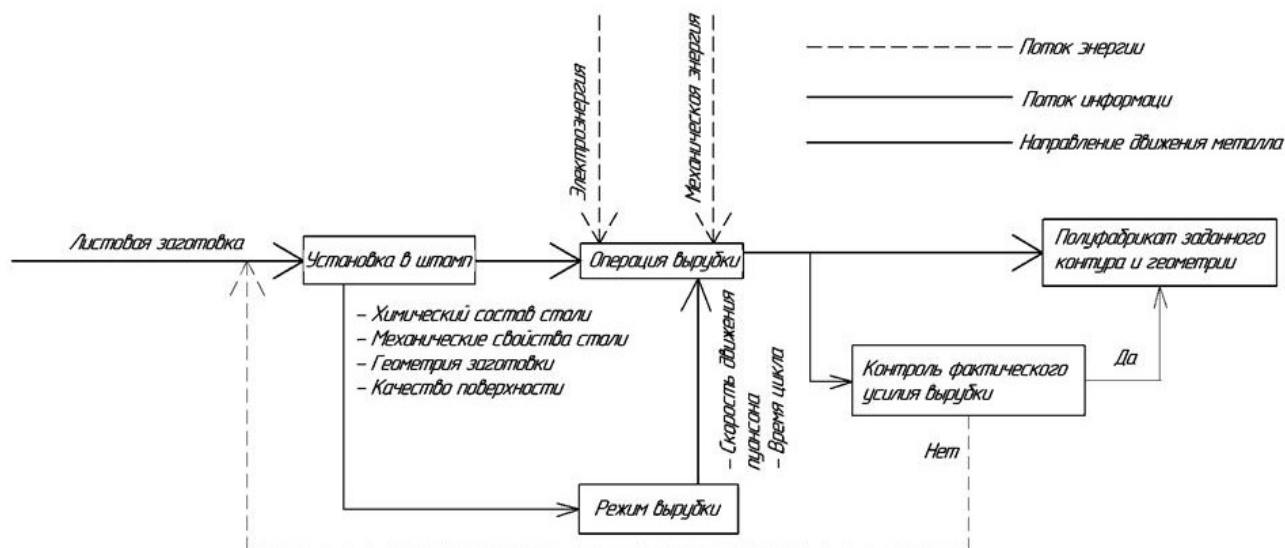 Электроэнергия
Механическая энергия
Поток энергии
Поток информаци
Направление движения металла
Листовая заготовка
Установка в штамп
Операция вырубки
Полуфабрикат заданного
контура и геометрии
– Химический состав стали
– Механические свойства стали
– Геометрия заготовки
– Качество поверхности
– Скорость движения
пуансона
– Время цикла
Контроль фактического
усилия вырубки
Да
Нет
Режим вырубки